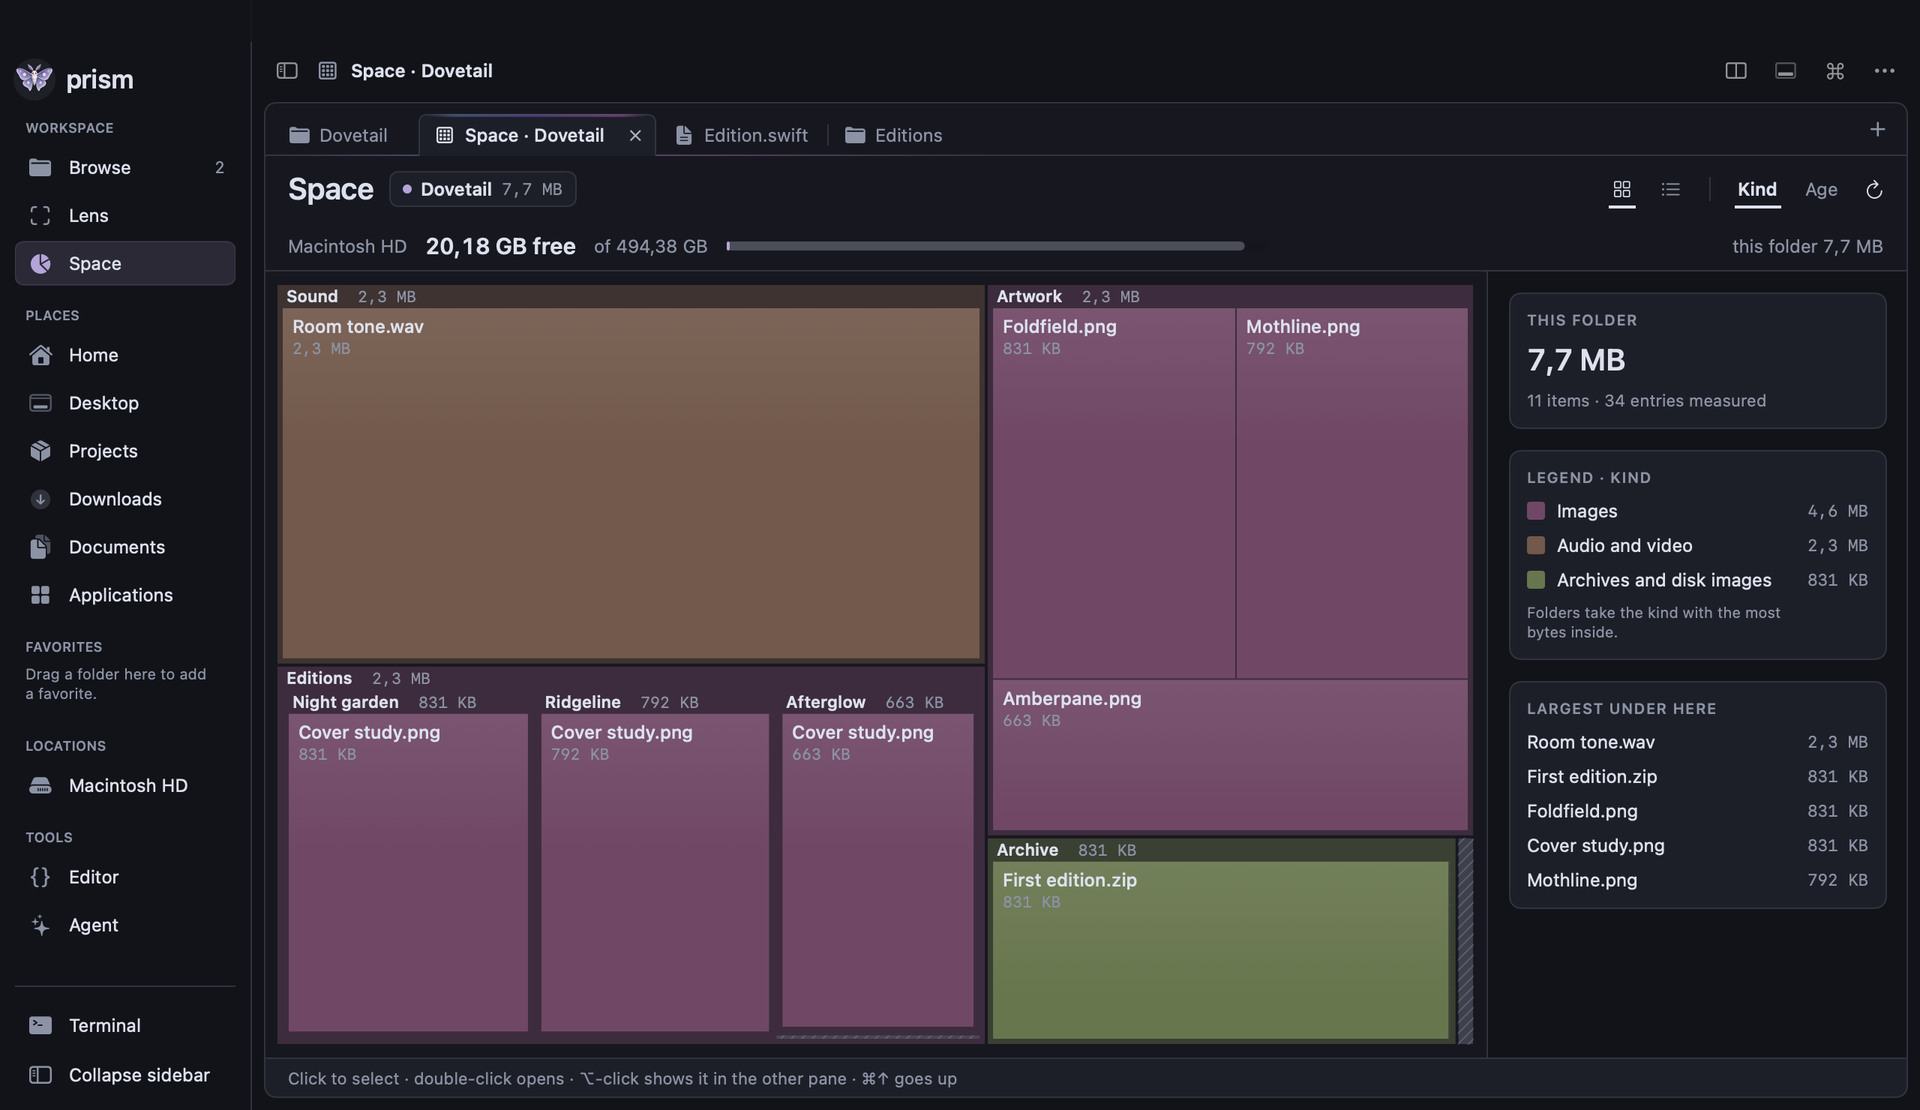 prism
WORKSPACE
Browse 2
Lens
Space
PLACES
Home
Desktop
Projects
Downloads
Documents
Applications
FAVORITES
Drag a folder here to add
a favorite.
LOCATIONS
Macintosh HD
TOOLS
Editor
Agent
Terminal
Collapse sidebar
Space · Dovetail
Dovetail
Space · Dovetail
Edition.swift
Editions
Space
Dovetail 7,7 MB
Kind
Age
Macintosh HD 20,18 GB free of 494,38 GB
this folder 7,7 MB
Sound 2,3 MB
Room tone.wav
2,3 MB
Artwork 2,3 MB
Foldfield.png
831 KB
Mothline.png
792 KB
Amberpane.png
663 KB
Editions 2,3 MB
Night garden 831 KB
Cover study.png
831 KB
Ridgeline 792 KB
Cover study.png
792 KB
Afterglow 663 KB
Cover study.png
663 KB
Archive 831 KB
First edition.zip
831 KB
THIS FOLDER
7,7 MB
11 items · 34 entries measured
LEGEND · KIND
Images 4,6 MB
Audio and video 2,3 MB
Archives and disk images 831 KB
Folders take the kind with the most
bytes inside.
LARGEST UNDER HERE
Room tone.wav 2,3 MB
First edition.zip 831 KB
Foldfield.png 831 KB
Cover study.png 831 KB
Mothline.png 792 KB
Click to select · double-click opens · ⌥-click shows it in the other pane · ⌘↑ goes up